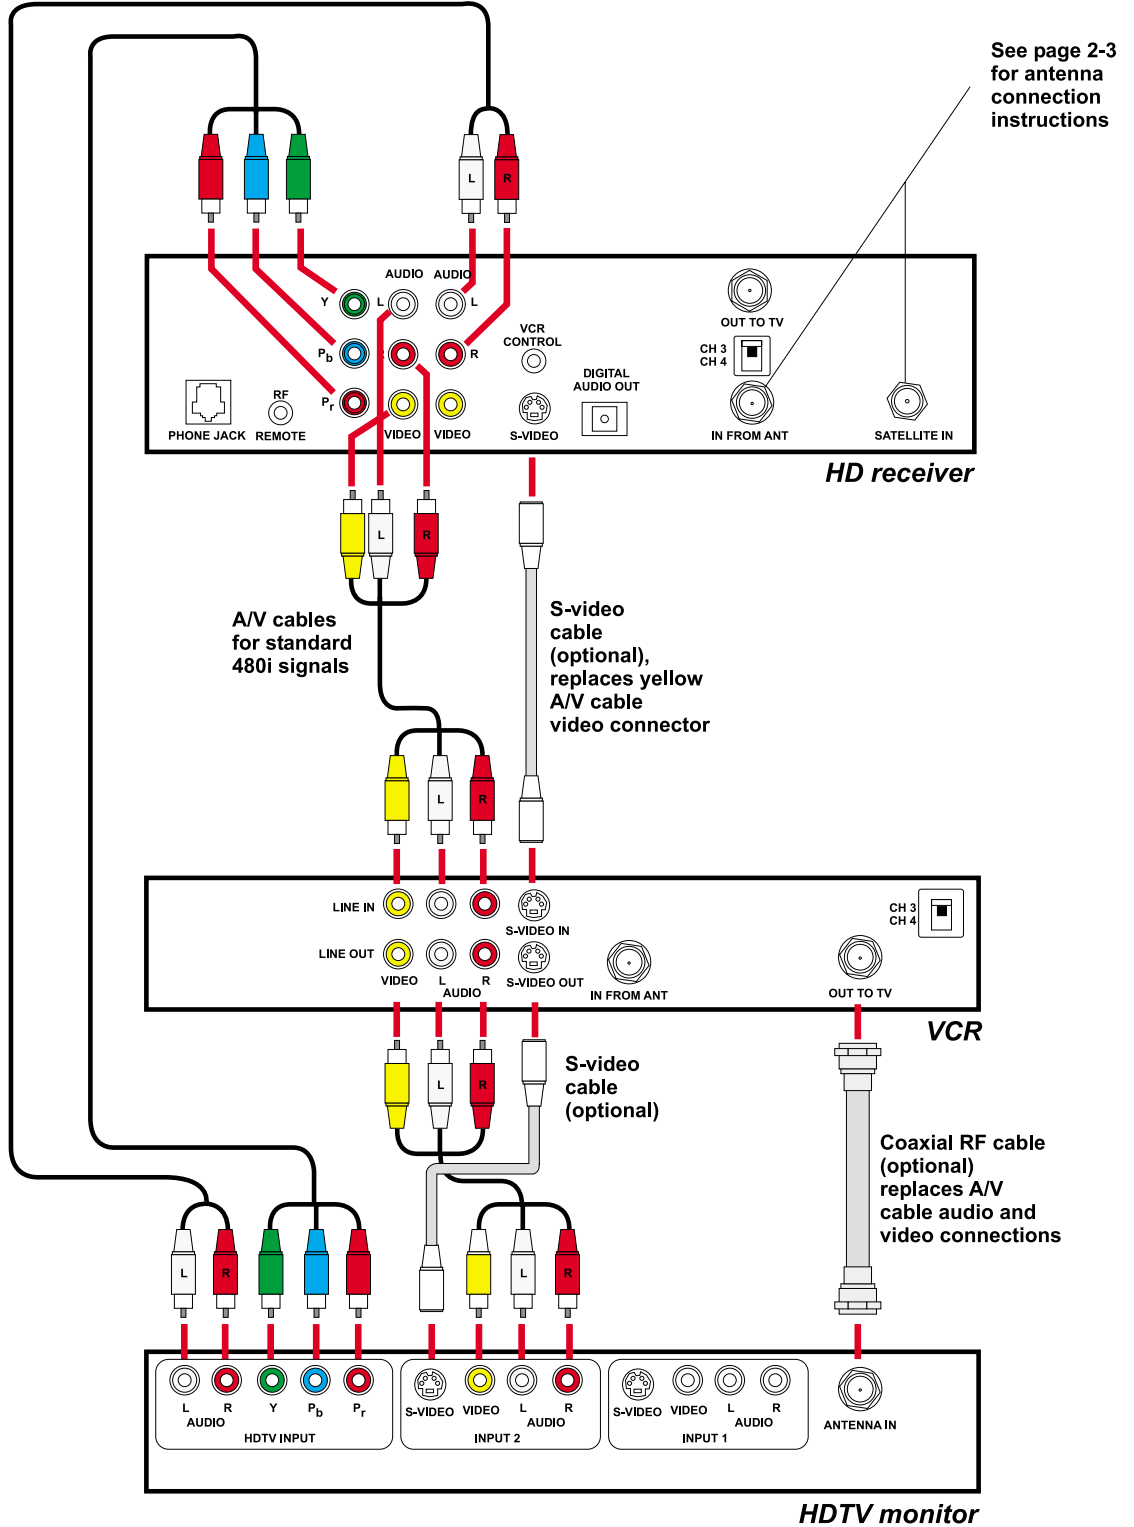 See page 2-3
for antenna
connection
instructions
L
R
AUDIO
AUDIO
Y
L
L
OUT TO TV
VCR
CONTROL
CH 3
CH 4
Pb
R
DIGITAL
AUDIO OUT
RF
Pr
PHONE JACK
REMOTE
VIDEO
VIDEO
S-VIDEO
IN FROM ANT
SATELLITE IN
HD receiver
L
R
A/V cables
for standard
480i signals
S-video
cable
(optional),
replaces yellow
A/V cable
video connector
L
R
LINE IN
CH 3
CH 4
S-VIDEO IN
LINE OUT
VIDEO
L
R
AUDIO
S-VIDEO OUT
IN FROM ANT
OUT TO TV
VCR
S-video
cable
(optional)
L
R
Coaxial RF cable
(optional)
replaces A/V
cable audio and
video connections
L
R
L
R
L
R
Y
Pb
Pr
AUDIO
HDTV INPUT
S-VIDEO
VIDEO
L
R
AUDIO
INPUT 2
S-VIDEO
VIDEO
L
R
AUDIO
INPUT 1
ANTENNA IN
HDTV monitor